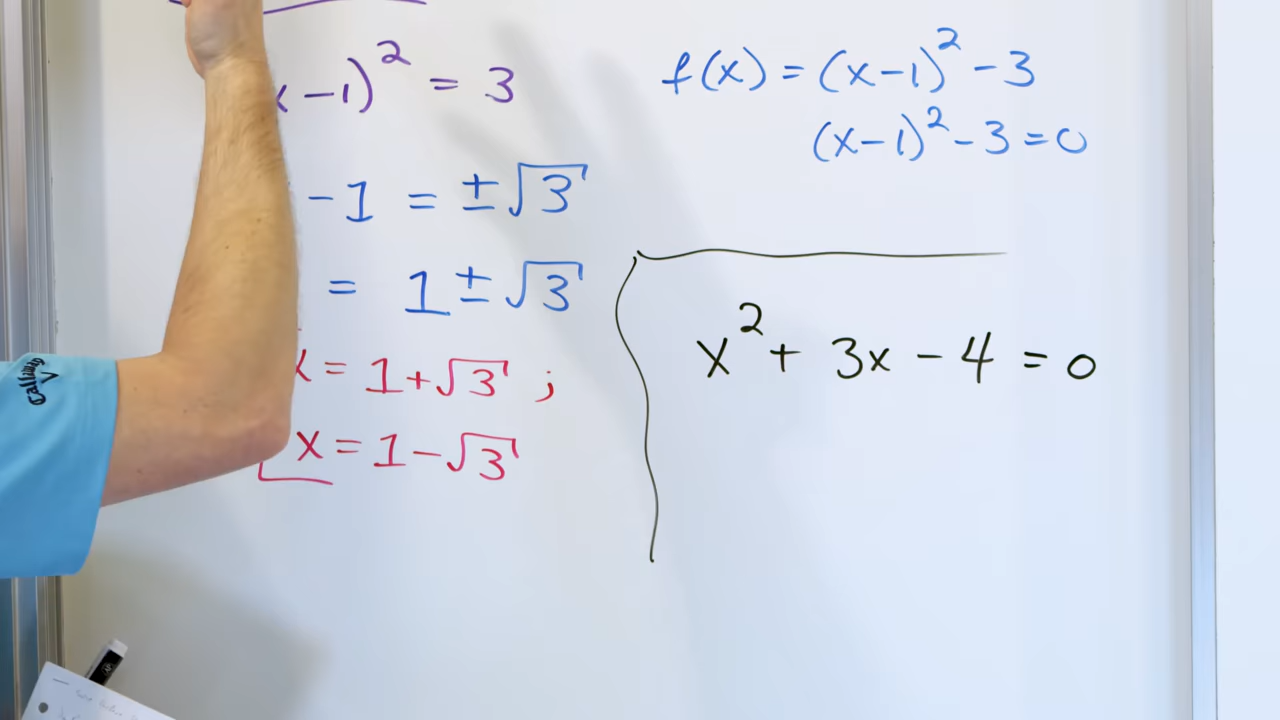 x-1)² = 3
-1 = ±√3
= 1±√3
x = 1+√3 ;
x = 1-√3
f(x) = (x-1)² - 3
(x-1)² - 3 = 0
x² + 3x - 4 = 0